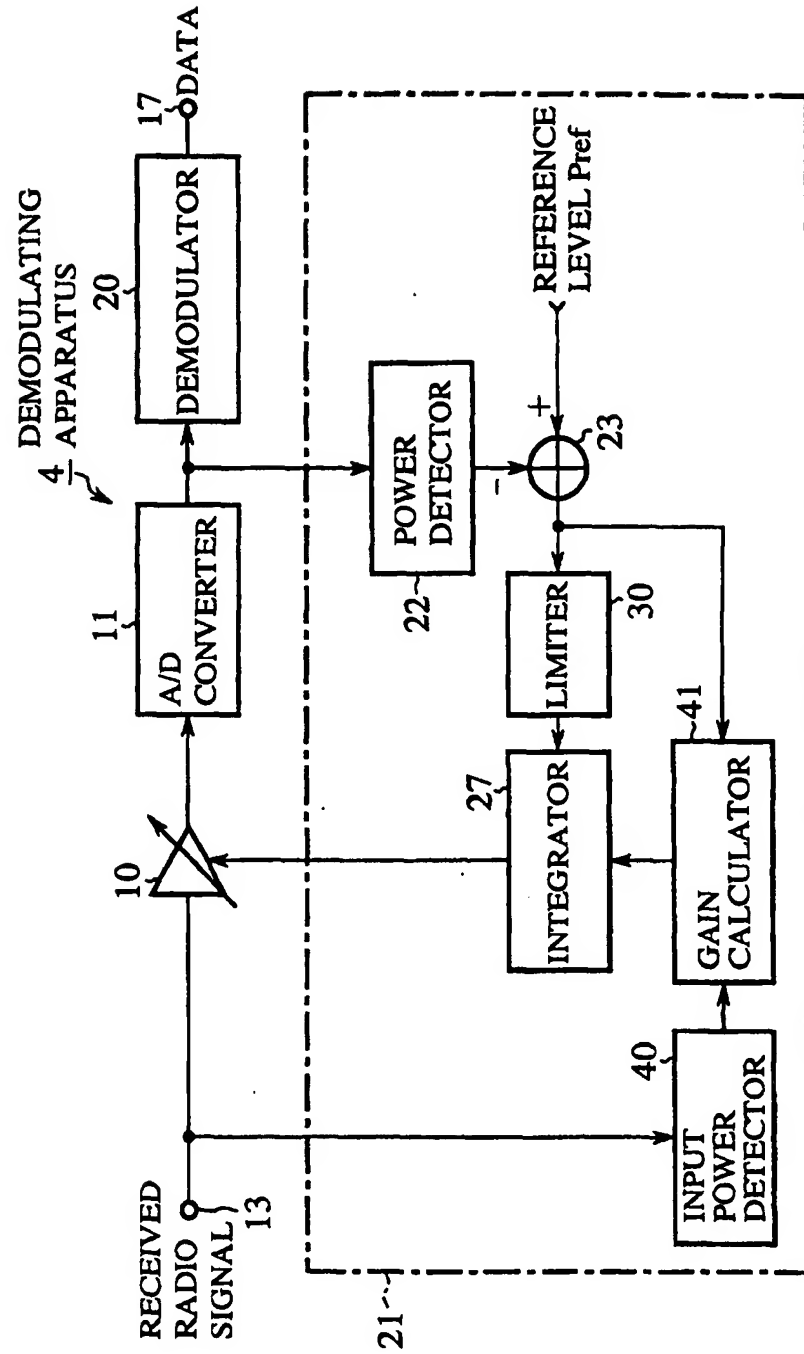 4
DEMODULATING
APPARATUS
RECEIVED
RADIO
SIGNAL
13
10
11
A/D
CONVERTER
20
DEMODULATOR
17
DATA
21
POWER
DETECTOR
22
REFERENCE
LEVEL Pref
+
-
23
LIMITER
30
27
INTEGRATOR
41
GAIN
CALCULATOR
40
INPUT
POWER
DETECTOR